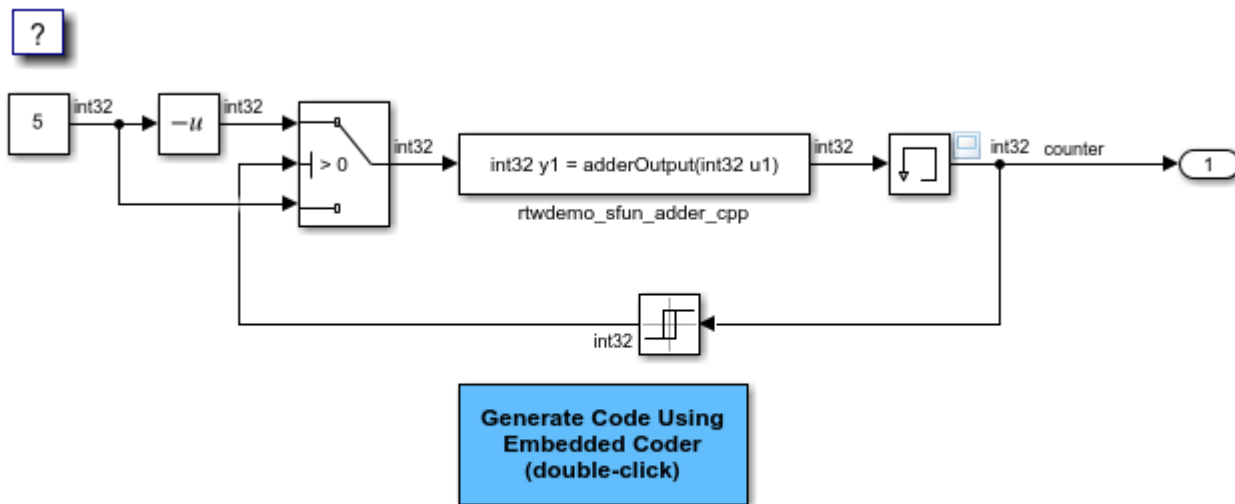 ?
5
int32
-u
int32
> 0
int32
int32 y1 = adderOutput(int32 u1)
rtwdemo_sfun_adder_cpp
int32
int32
counter
1
int32
Generate Code Using
Embedded Coder
(double-click)